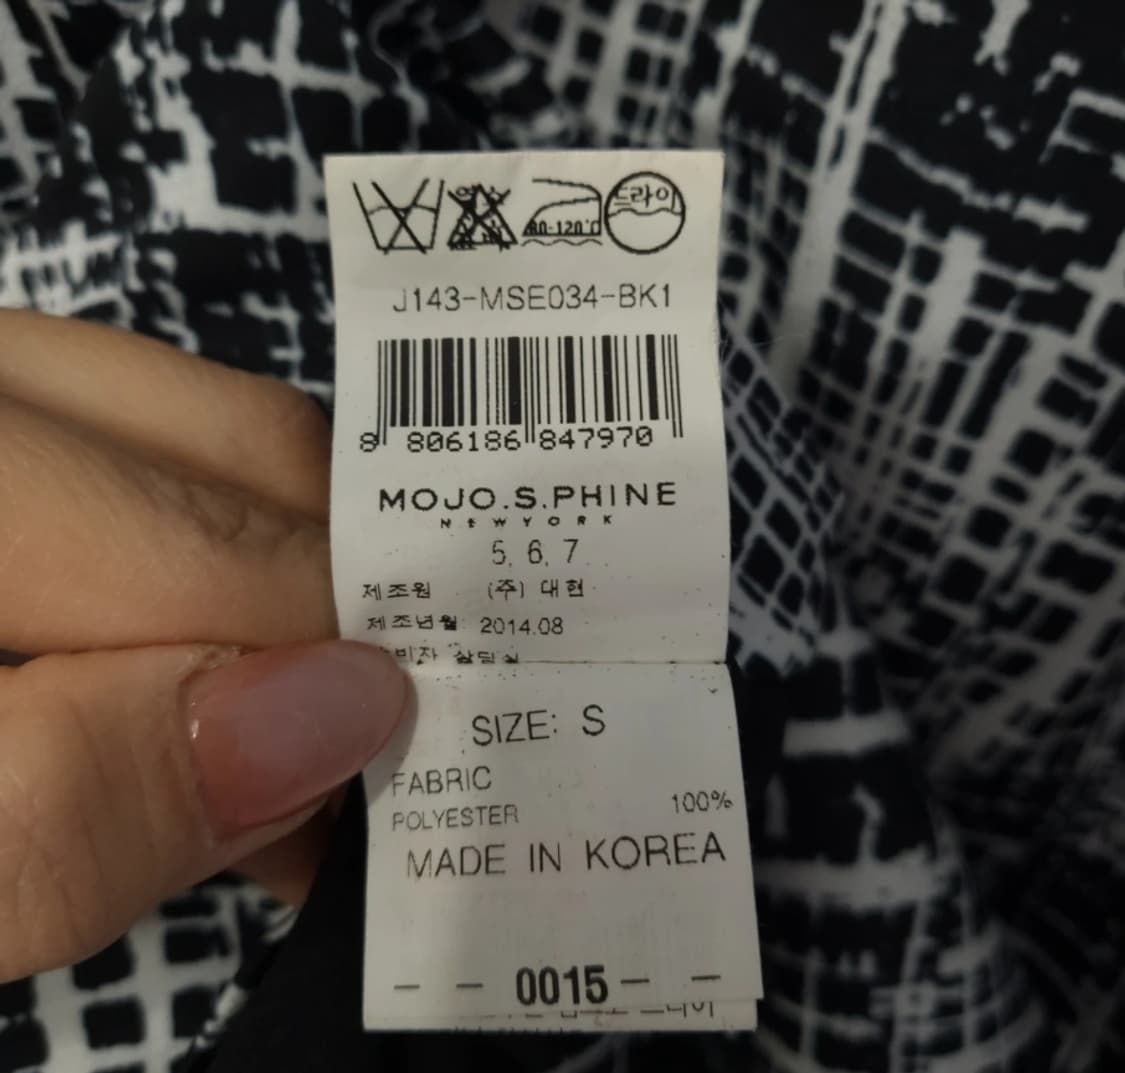 드라이
80-120°C
J143-MSE034-BK1
8 806186 847970
MOJO.S.PHINE
NEWYORK
5, 6, 7
제조원 (주) 대현
제조년월: 2014.08
SIZE: S
FABRIC
POLYESTER 100%
MADE IN KOREA
- - 0015 - -